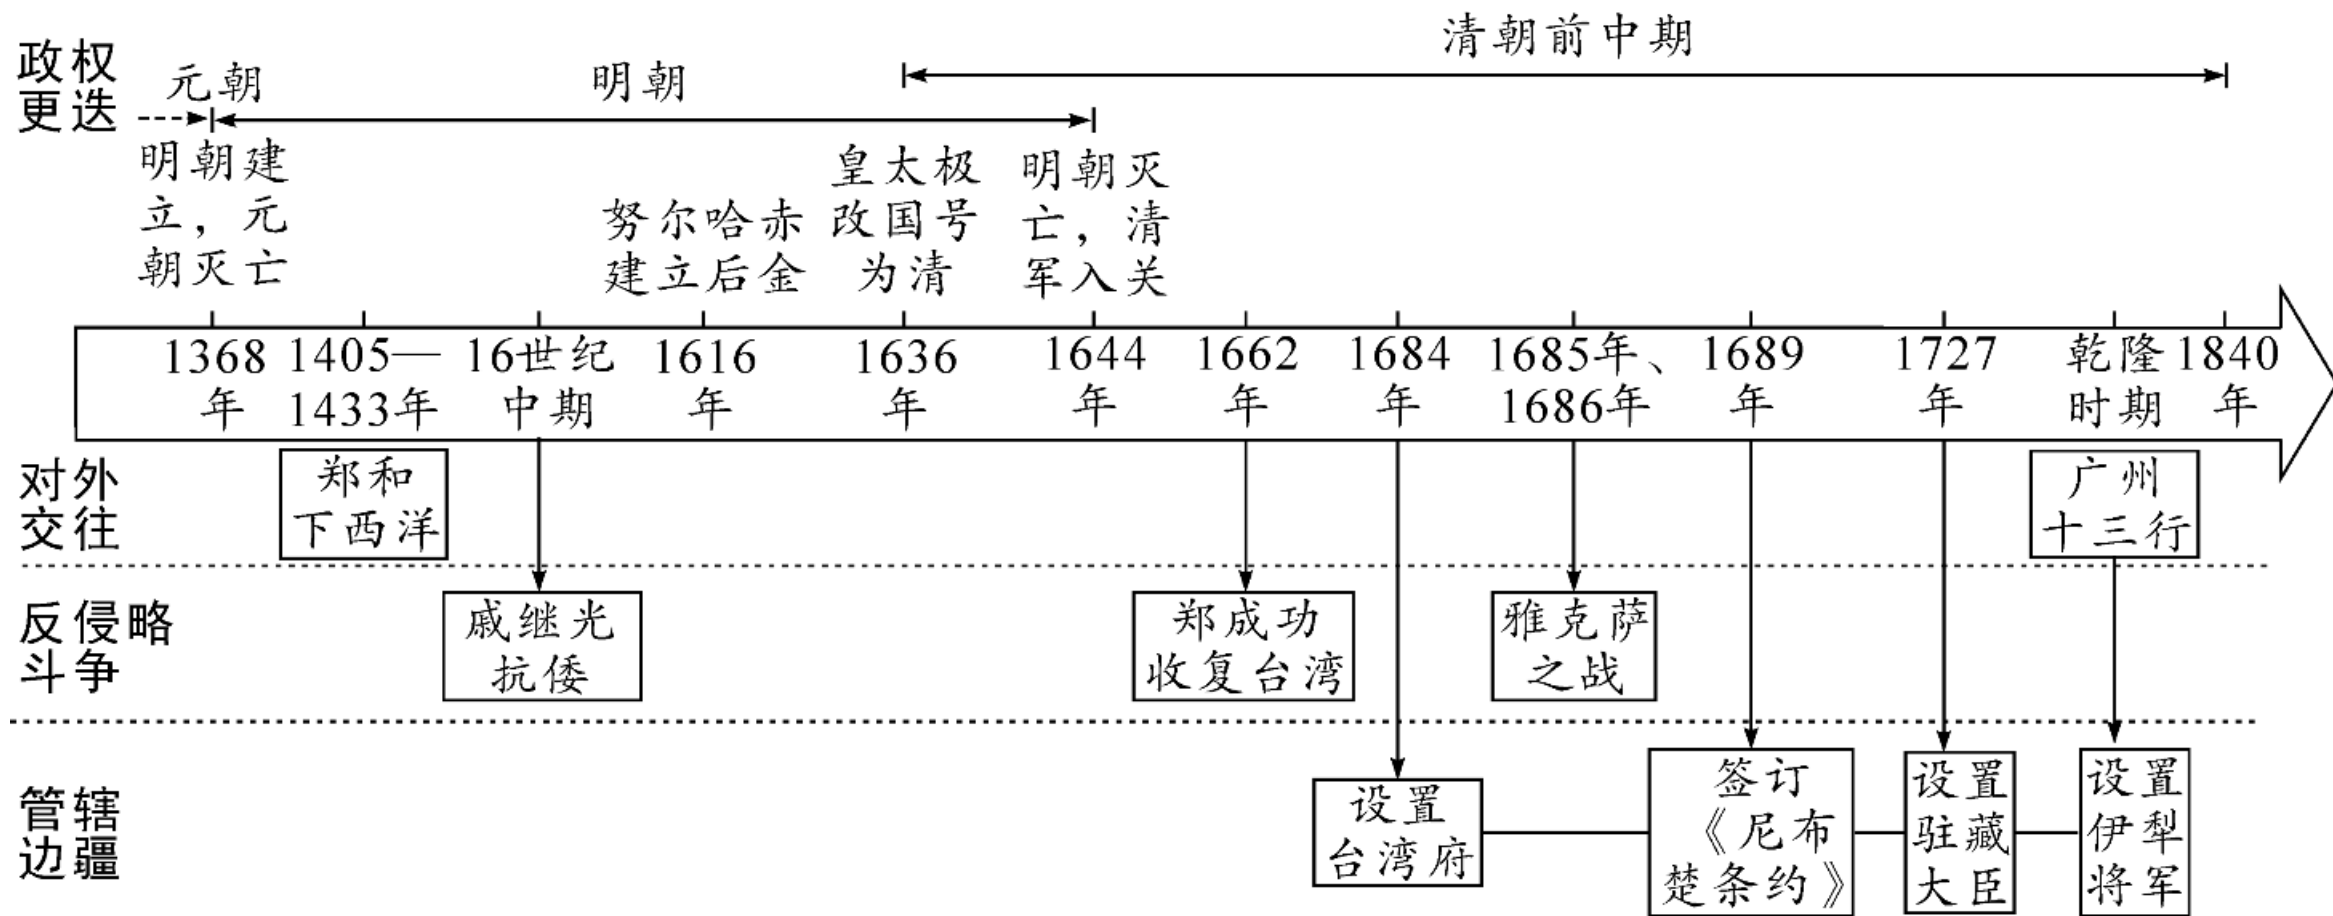 政权
更迭
元朝
明朝
清朝前中期
明朝建
立，元
朝灭亡
努尔哈赤
建立后金
皇太极
改国号
为清
明朝灭
亡，清
军入关
1368
年
1405—
1433年
16世纪
中期
1616
年
1636
年
1644
年
1662
年
1684
年
1685年、
1686年
1689
年
1727
年
乾隆
时期
1840
年
对外
交往
郑和
下西洋
广州
十三行
反侵略
斗争
戚继光
抗倭
郑成功
收复台湾
雅克萨
之战
管辖
边疆
设置
台湾府
签订
《尼布
楚条约》
设置
驻藏
大臣
设置
伊犁
将军